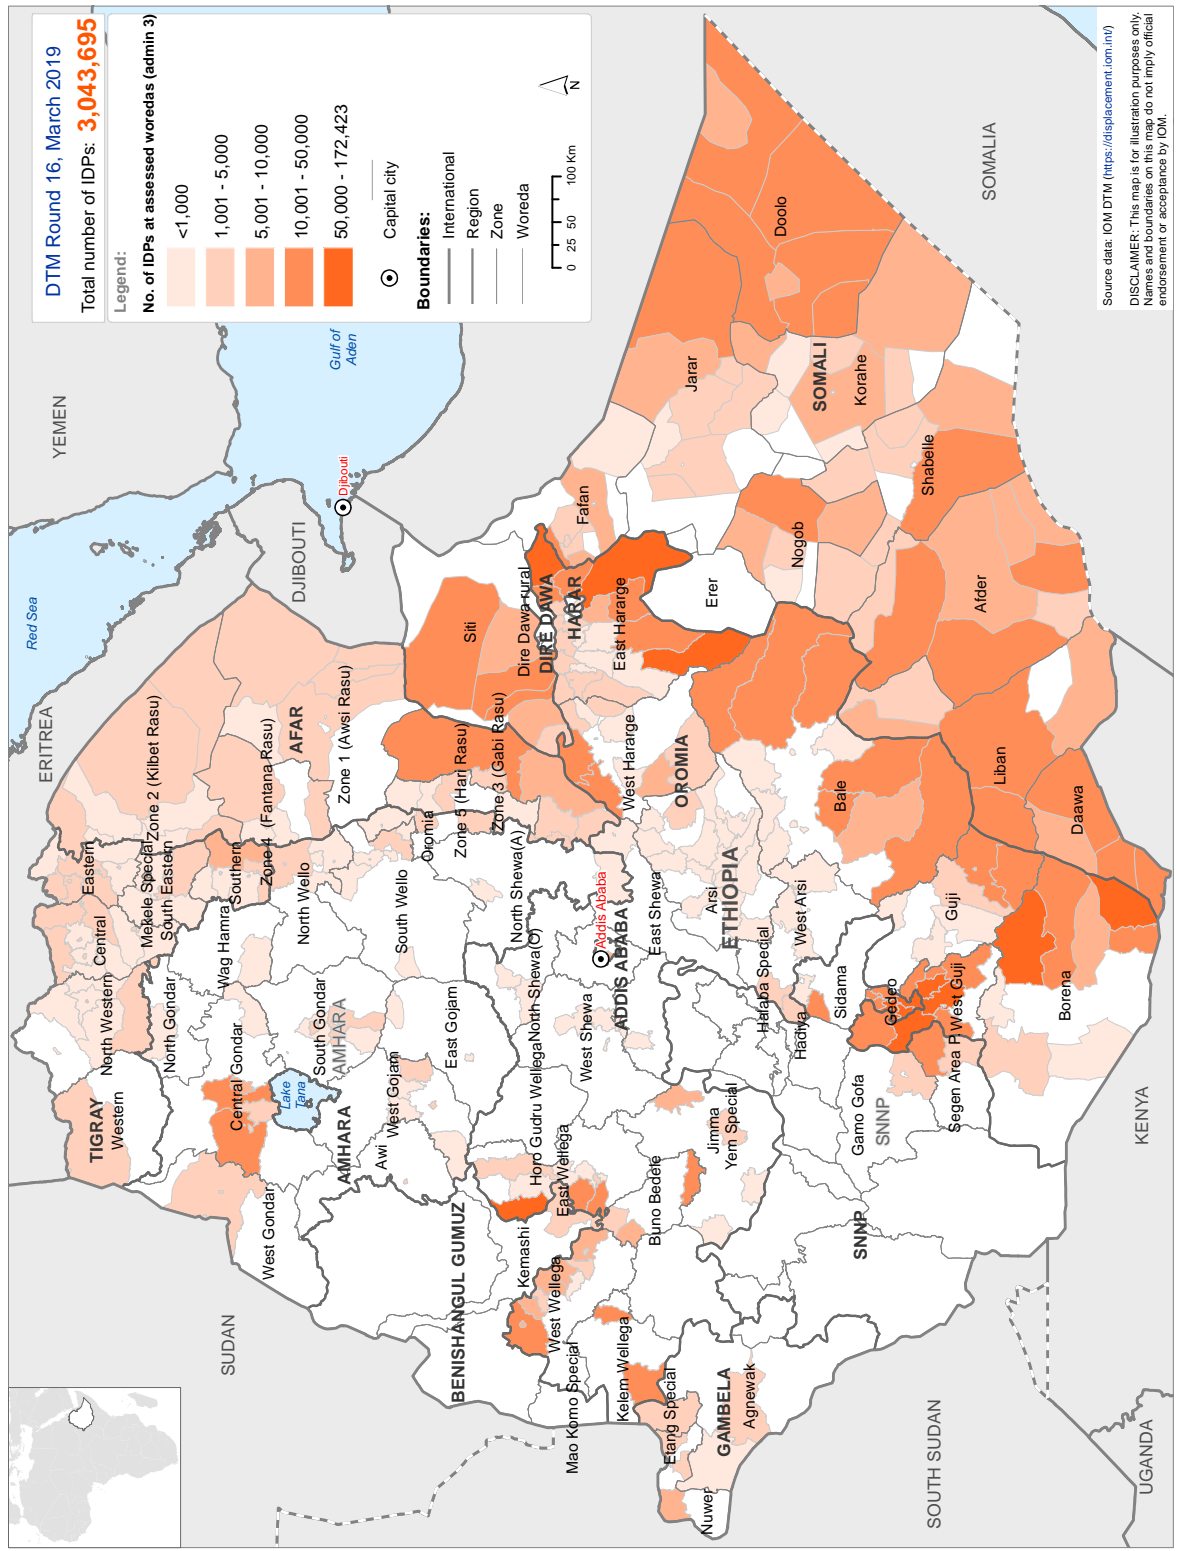 DTM Round 16, March 2019
Total number of IDPs: 3,043,695
Legend:
No. of IDPs at assessed woredas (admin 3)
<1,000
1,001 - 5,000
5,001 - 10,000
10,001 - 50,000
50,000 - 172,423
Capital city
Boundaries:
International
Region
Zone
Woreda
0 25 50 100 Km
N
YEMEN
Red Sea
Gulf of
Aden
ERITREA
DJIBOUTI
Djibouti
SUDAN
SOUTH SUDAN
UGANDA
KENYA
SOMALIA
TIGRAY
Western
North Western
Central
Eastern
Mekele Special
South Eastern
Southern
Zone 2 (Kilbet Rasu)
Zone 4 (Fantana Rasu)
AFAR
Zone 1 (Awsi Rasu)
Zone 5 (Hari Rasu)
Zone 3 (Gabi Rasu)
North Gondar
Wag Hamra
Central Gondar
West Gondar
Lake
Tana
South Gondar
AMHARA
AMHARA
North Wello
South Wello
Oromia
West Gojam
Awi
East Gojam
North Shewa(A)
North Shewa(O)
BENISHANGUL GUMUZ
Kemashi
Mao Komo Special
Horo Gudru Wellega
East Wellega
West Wellega
Kelem Wellega
Buno Bedele
Jimma
Yem Special
West Shewa
Addis Ababa
ADDIS ABABA
East Shewa
Arsi
ETHIOPIA
West Arsi
Halaba Special
Hadiya
Sidama
Gedeo
West Guji
Guji
Segen Area P.
Gamo Gofa
SNNP
SNNP
Borena
Etang Special
GAMBELA
Agnewak
Nuwer
Siti
Dire Dawa rural
DIRE DAWA
HARAR
Fafan
East Hararge
West Hararge
OROMIA
Bale
Erer
Nogob
Jarar
Doolo
SOMALI
Korahe
Shabelle
Afder
Liban
Daawa
Source data: IOM DTM (https://displacement.iom.int/)
DISCLAIMER: This map is for illustration purposes only.
Names and boundaries on this map do not imply official
endorsement or acceptance by IOM.